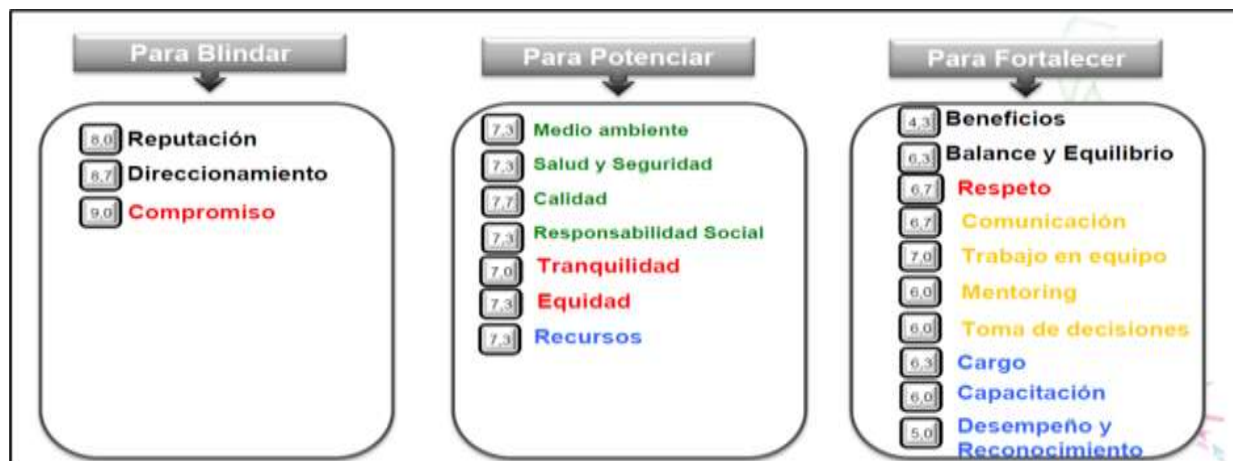 Para Blindar
8,0 Reputación
8,7 Direccionamiento
9,0 Compromiso
Para Potenciar
7,3 Medio ambiente
7,3 Salud y Seguridad
7,7 Calidad
7,3 Responsabilidad Social
7,0 Tranquilidad
7,3 Equidad
7,3 Recursos
Para Fortalecer
4,3 Beneficios
6,3 Balance y Equilibrio
6,7 Respeto
6,7 Comunicación
7,0 Trabajo en equipo
6,0 Mentoring
6,0 Toma de decisiones
6,3 Cargo
6,0 Capacitación
5,0 Desempeño y
Reconocimiento